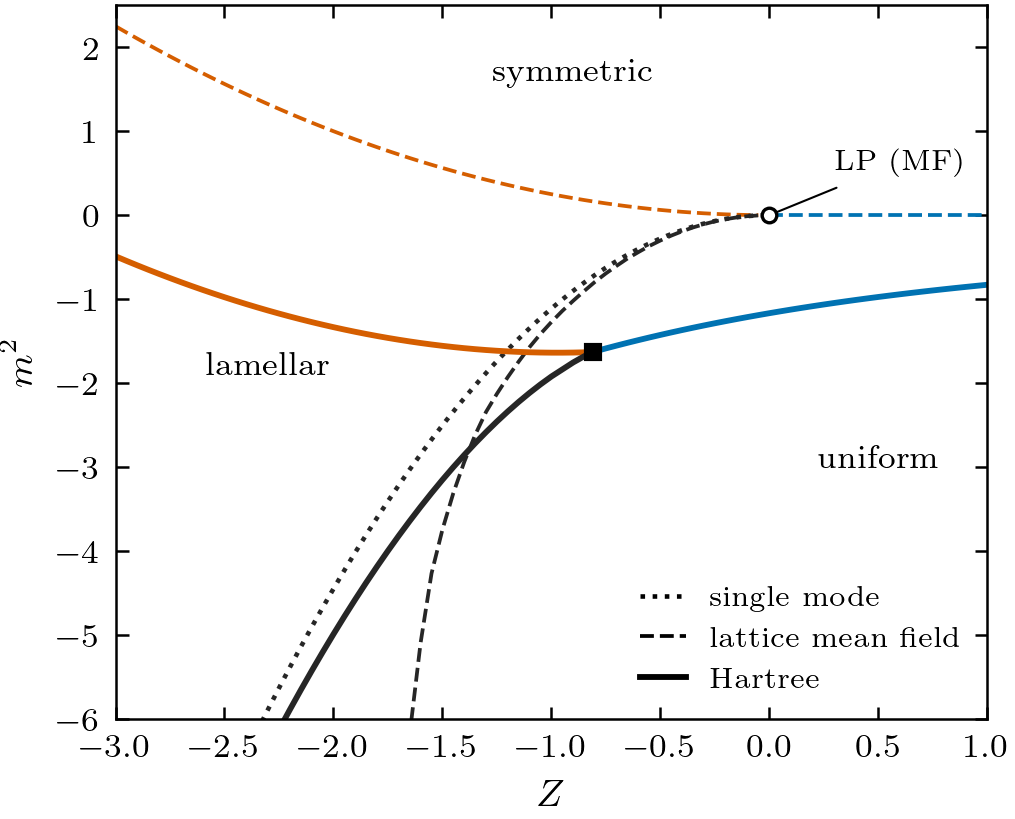 2
1
0
−1
−2
−3
−4
−5
−6
m²
−3.0 −2.5 −2.0 −1.5 −1.0 −0.5 0.0 0.5 1.0
Z
symmetric
LP (MF)
lamellar
uniform
single mode
lattice mean field
Hartree